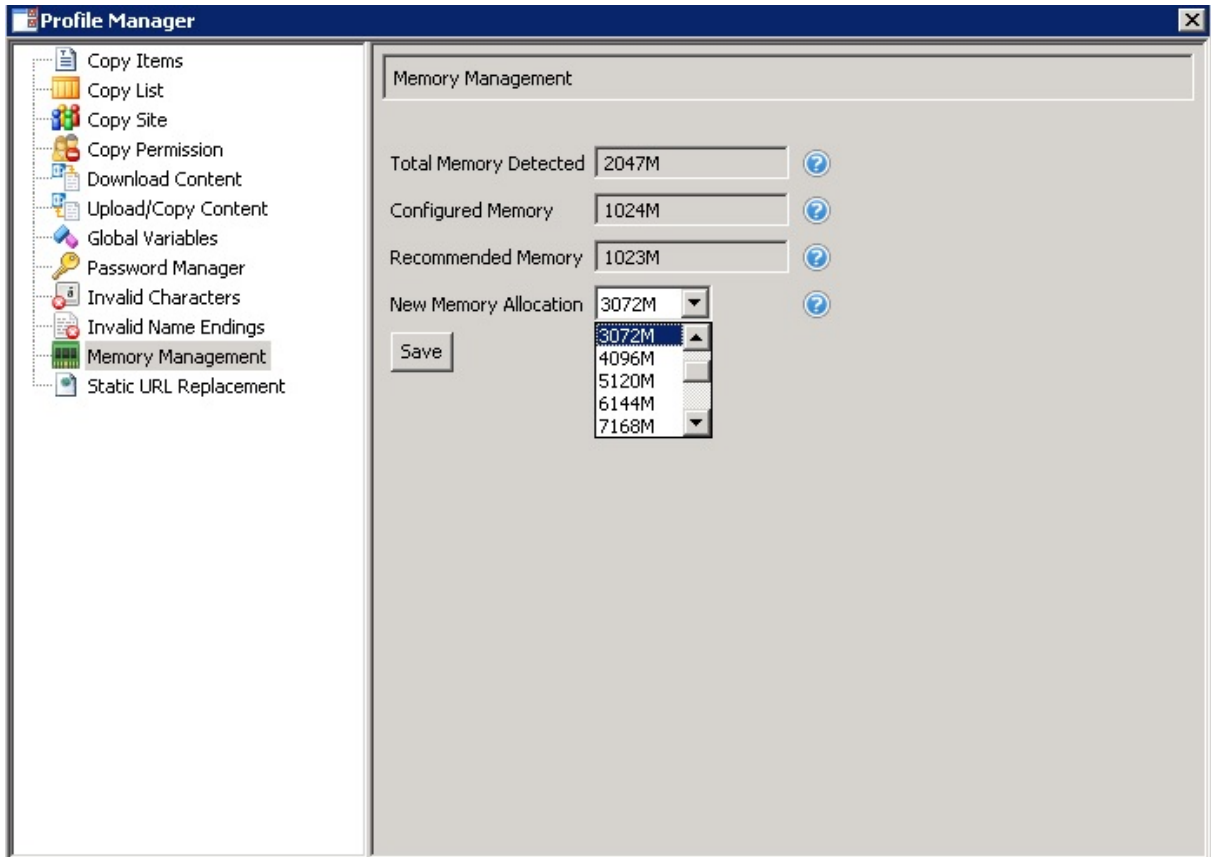 Profile Manager
Copy Items
Copy List
Copy Site
Copy Permission
Download Content
Upload/Copy Content
Global Variables
Password Manager
Invalid Characters
Invalid Name Endings
Memory Management
Static URL Replacement
Memory Management
Total Memory Detected 2047M
Configured Memory 1024M
Recommended Memory 1023M
New Memory Allocation 3072M
3072M
4096M
5120M
6144M
7168M
Save